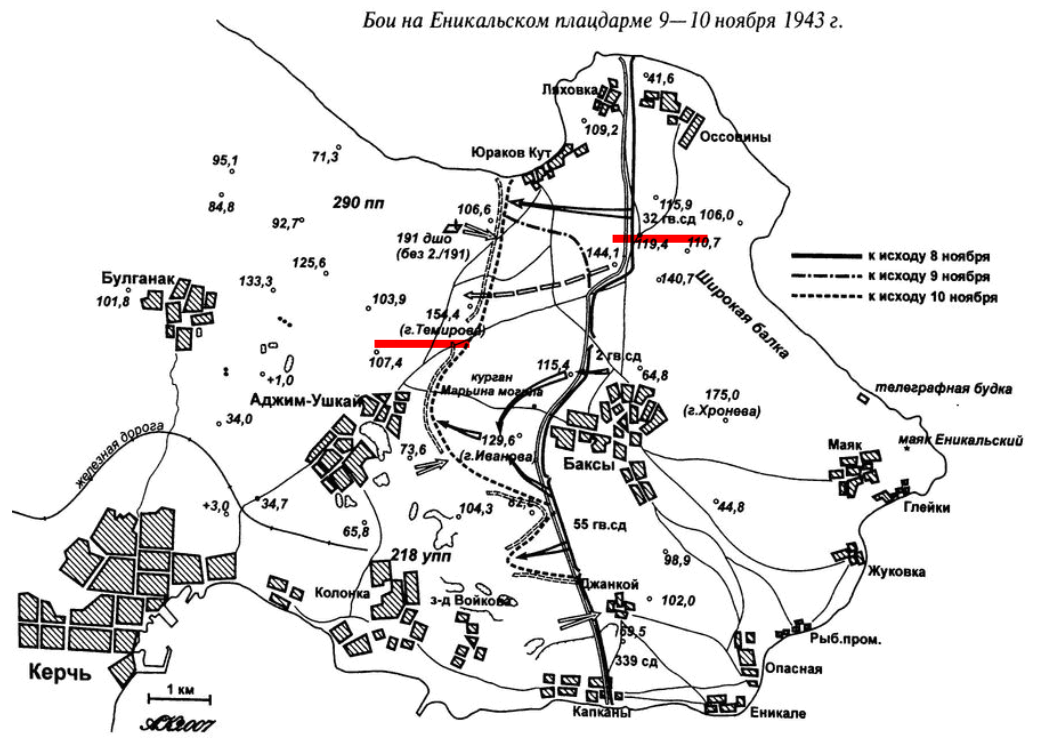 Бои на Еникальском плацдарме 9—10 ноября 1943 г.
41,6
Ляховка
109,2
Оссовины
Юраков Кут
95,1
71,3
84,8
290 пп
92,7
106,6
115,9
32 гв.сд
106,0
191 дшо
(без 2./191)
119,4
110,7
144,1
125,6
140,7
Широкая балка
к исходу 8 ноября
к исходу 9 ноября
к исходу 10 ноября
Булганак
101,8
133,3
103,9
154,4
(г.Темирова)
107,4
2 гв.сд
115,4
64,8
курган
Марьина могила
+1,0
175,0
(г.Хронева)
телеграфная будка
Аджим-Ушкай
34,0
железная дорога
129,6
(г.Иванова)
73,6
Баксы
Маяк
маяк Еникальский
Глейки
34,7
+3,0
65,8
104,3
44,8
55 гв.сд
218 упп
98,9
Жуковка
Колонка
з-д Войкова
Джанкой
102,0
169,5
Рыб.пром.
339 сд
Опасная
Керчь
1 км
Капканы
Еникале
АК2007